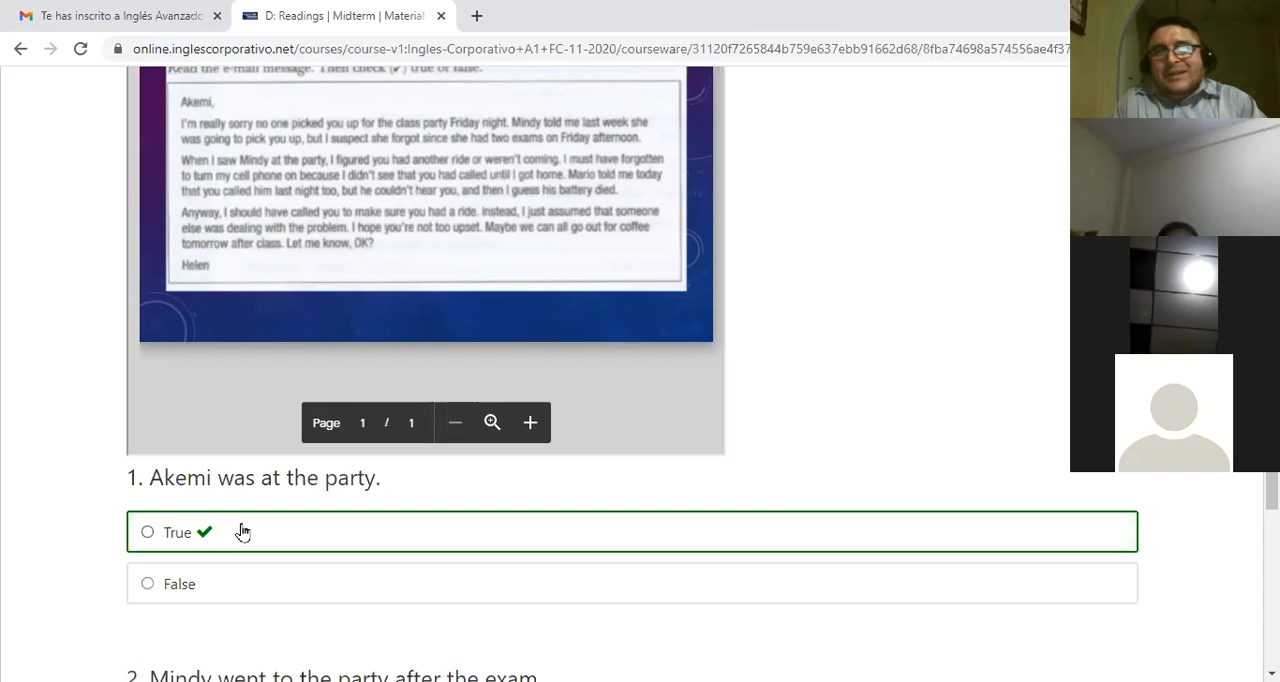 Te has inscrito a Inglés Avanzado
D: Readings | Midterm | Material
online.inglescorporativo.net/courses/course-v1:Ingles-Corporativo+A1+FC-11-2020/courseware/31120f7265844b759e637ebb91662d68/8fba74698a574556ae4f37
Read the e-mail message. Then check (✔) true or false.
Akemi,
I'm really sorry no one picked you up for the class party Friday night. Mindy told me last week she
was going to pick you up, but I suspect she forgot since she had two exams on Friday afternoon.
When I saw Mindy at the party, I figured you had another ride or weren't coming. I must have forgotten
to turn my cell phone on because I didn't see that you had called until I got home. Mario told me today
that you called him last night too, but he couldn't hear you, and then I guess his battery died.
Anyway, I should have called you to make sure you had a ride. Instead, I just assumed that someone
else was dealing with the problem. I hope you're not too upset. Maybe we can all go out for coffee
tomorrow after class. Let me know, OK?
Helen
Page 1 / 1
1. Akemi was at the party.
True
False
2. Mindy went to the party after the exam